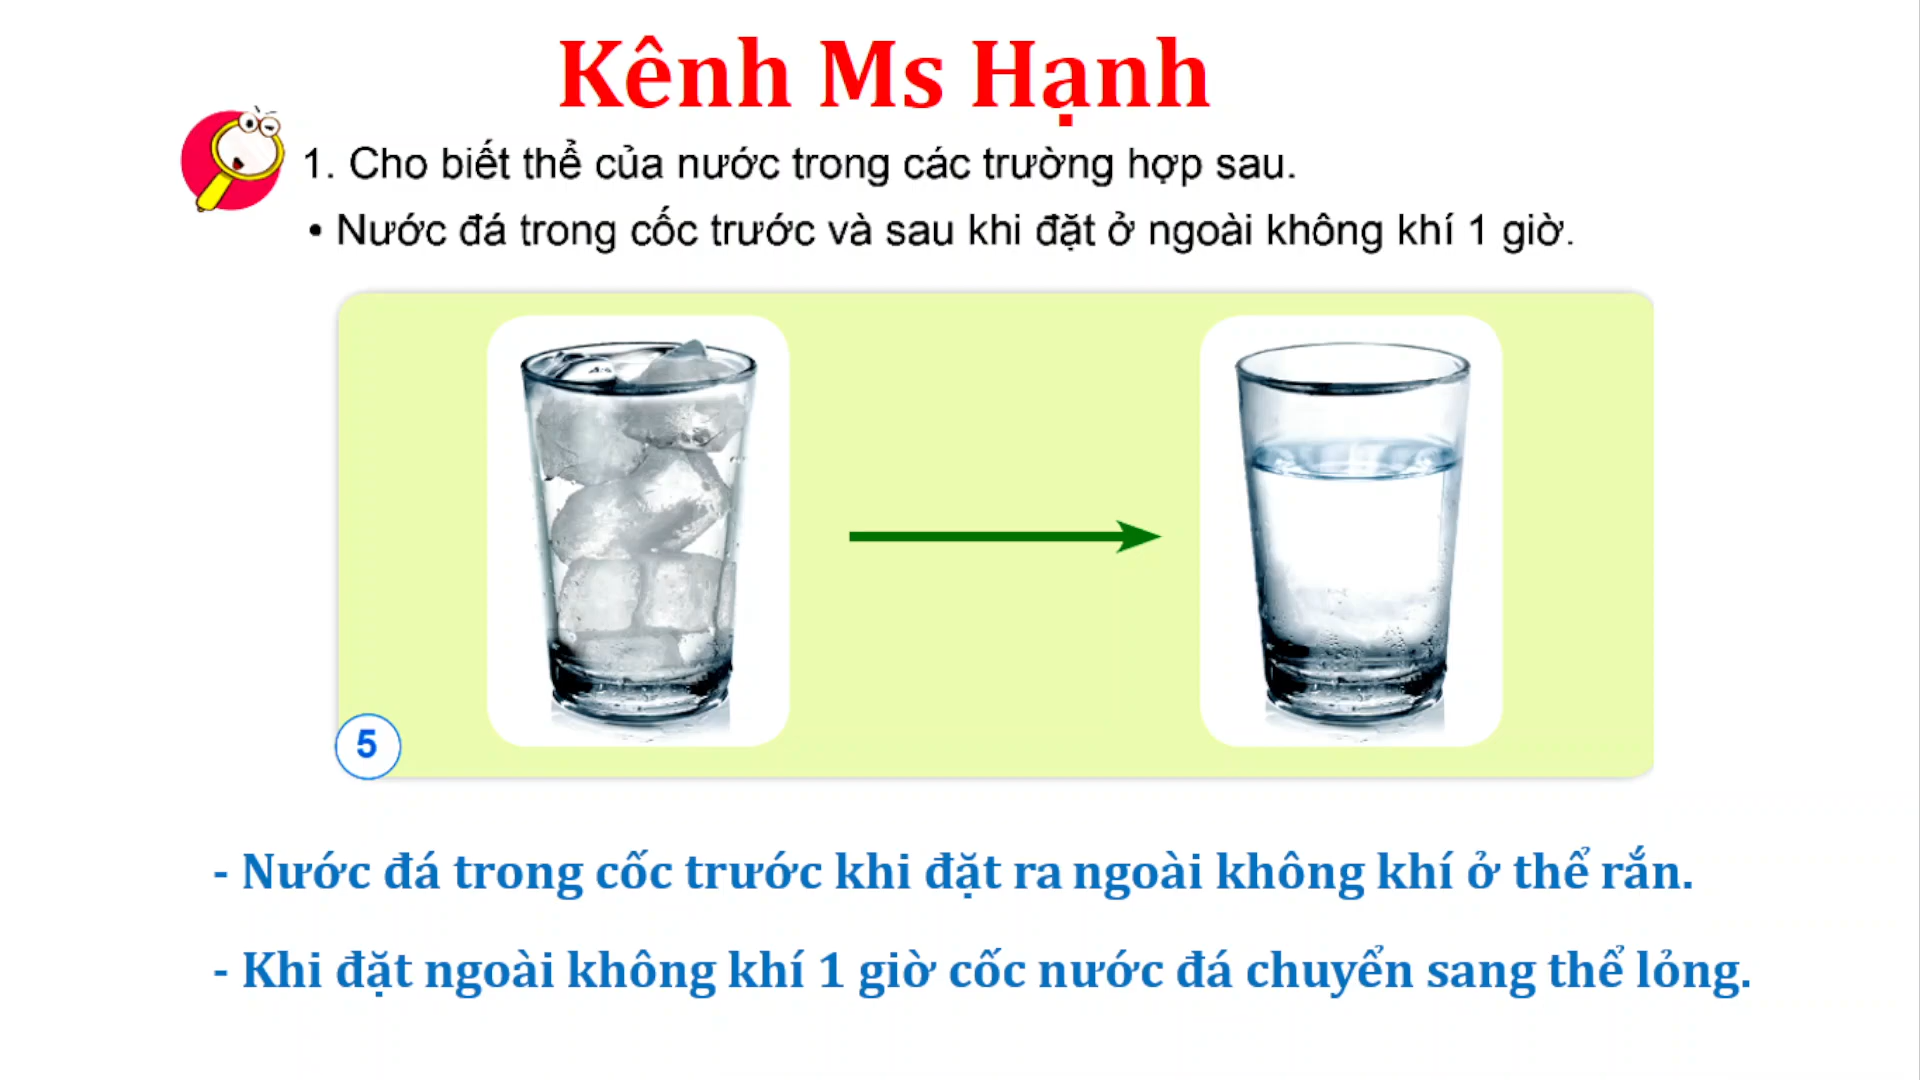 Kênh Ms Hạnh
1. Cho biết thể của nước trong các trường hợp sau.
• Nước đá trong cốc trước và sau khi đặt ở ngoài không khí 1 giờ.
5
- Nước đá trong cốc trước khi đặt ra ngoài không khí ở thể rắn.
- Khi đặt ngoài không khí 1 giờ cốc nước đá chuyển sang thể lỏng.